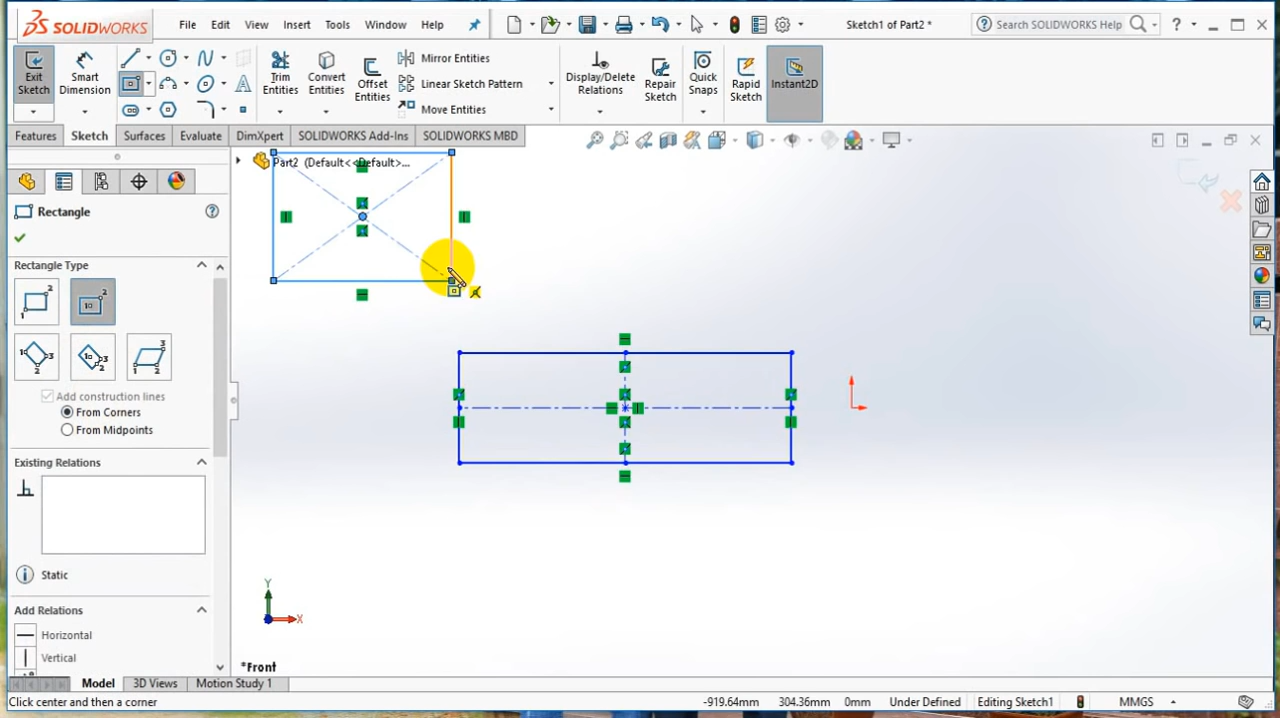 SOLIDWORKS
File Edit View Insert Tools Window Help
Sketch1 of Part2 *
Search SOLIDWORKS Help
Exit Sketch
Smart Dimension
Trim Entities
Convert Entities
Offset Entities
Mirror Entities
Linear Sketch Pattern
Move Entities
Display/Delete Relations
Repair Sketch
Quick Snaps
Rapid Sketch
Instant2D
Features Sketch Surfaces Evaluate DimXpert SOLIDWORKS Add-Ins SOLIDWORKS MBD
Part2 (Default<<Default>...
Rectangle
Rectangle Type
Add construction lines
From Corners
From Midpoints
Existing Relations
Static
Add Relations
Horizontal
Vertical
Y
X
*Front
Model 3D Views Motion Study 1
Click center and then a corner
-919.64mm 304.36mm 0mm Under Defined Editing Sketch1 MMGS